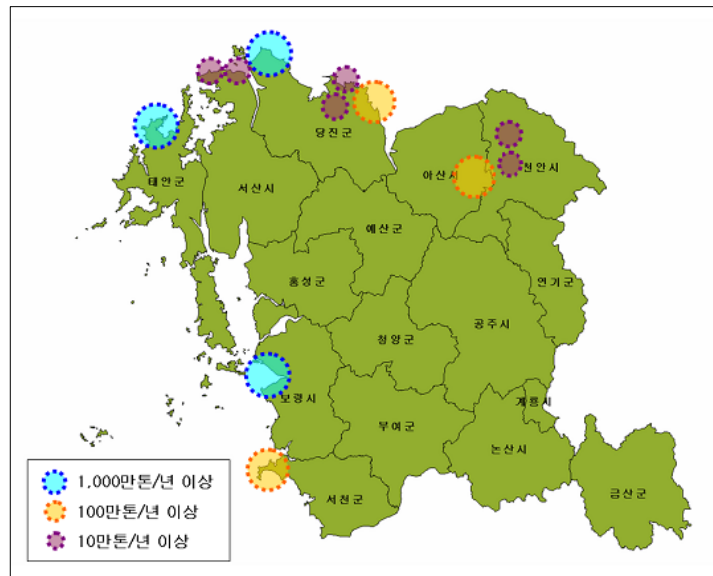 당진군
태안군
서산시
아산시
천안시
예산군
홍성군
연기군
공주시
청양군
보령시
부여군
계룡시
논산시
서천군
금산군
1,000만톤/년 이상
100만톤/년 이상
10만톤/년 이상